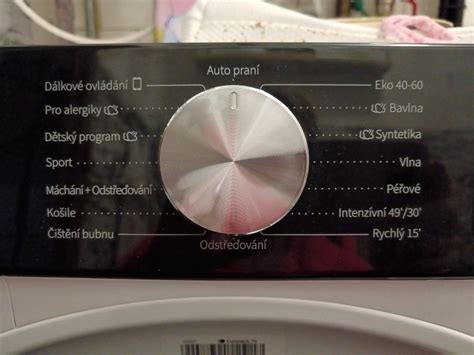 Auto praní
Dálkové ovládání
Pro alergiky
Dětský program
Sport
Máchání + Odstřeďování
Košile
Čištění bubnu
Odstřeďování
Eko 40-60
Bavlna
Syntetika
Vlna
Péřové
Intenzívní 49'/30'
Rychlý 15'